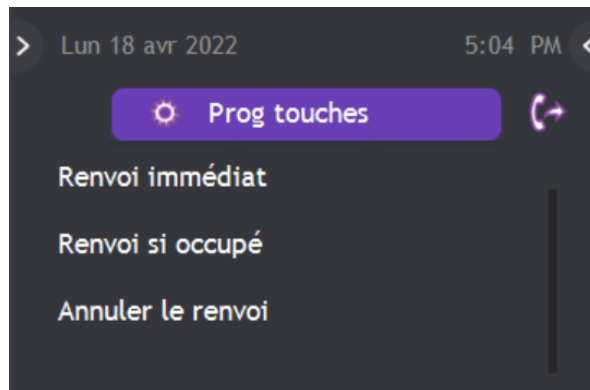 Lun 18 avr 2022 5:04 PM
Prog touches
Renvoi immédiat
Renvoi si occupé
Annuler le renvoi